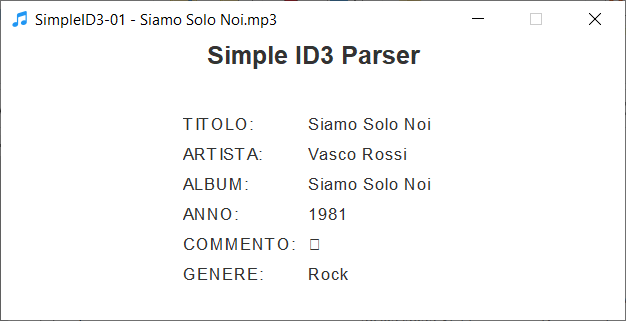 SimpleID3-01 - Siamo Solo Noi.mp3
Simple ID3 Parser
TITOLO: Siamo Solo Noi
ARTISTA: Vasco Rossi
ALBUM: Siamo Solo Noi
ANNO: 1981
COMMENTO:
GENERE: Rock